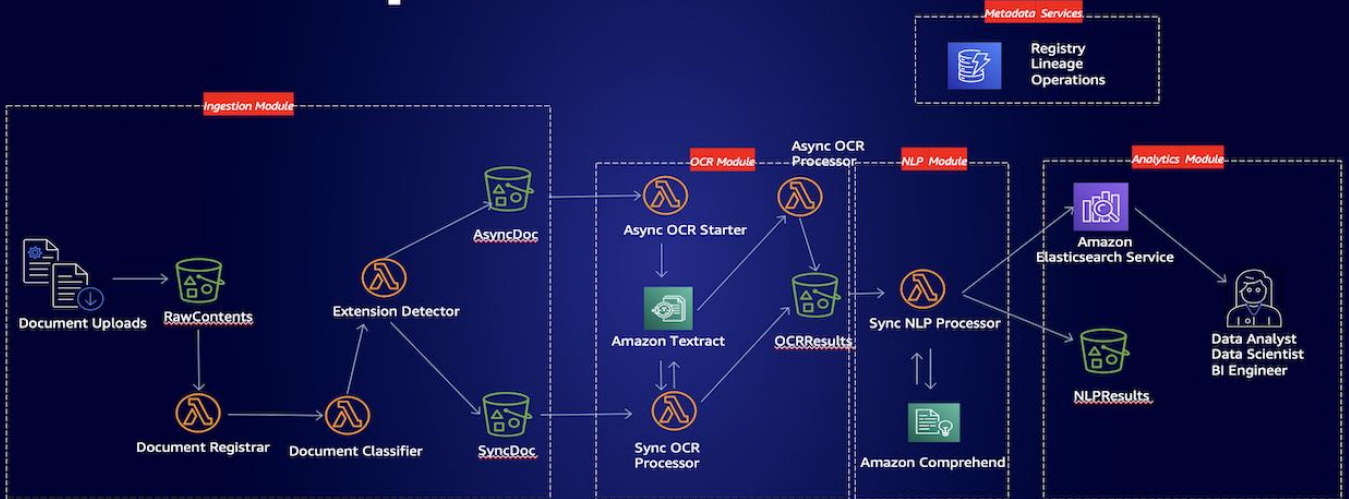 Metadata Services
Registry
Lineage
Operations
Ingestion Module
Document Uploads
RawContents
Document Registrar
Document Classifier
Extension Detector
AsyncDoc
SyncDoc
OCR Module
Async OCR Starter
Amazon Textract
Sync OCR
Processor
Async OCR
Processor
OCRResults
NLP Module
Sync NLP Processor
Amazon Comprehend
Analytics Module
Amazon
Elasticsearch Service
NLPResults
Data Analyst
Data Scientist
BI Engineer